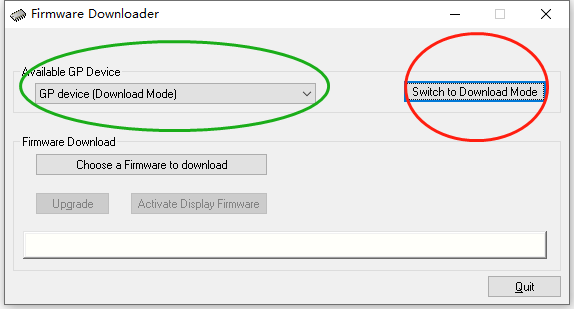 Firmware Downloader
Available GP Device
GP device (Download Mode)
Switch to Download Mode
Firmware Download
Choose a Firmware to download
Upgrade
Activate Display Firmware
Quit